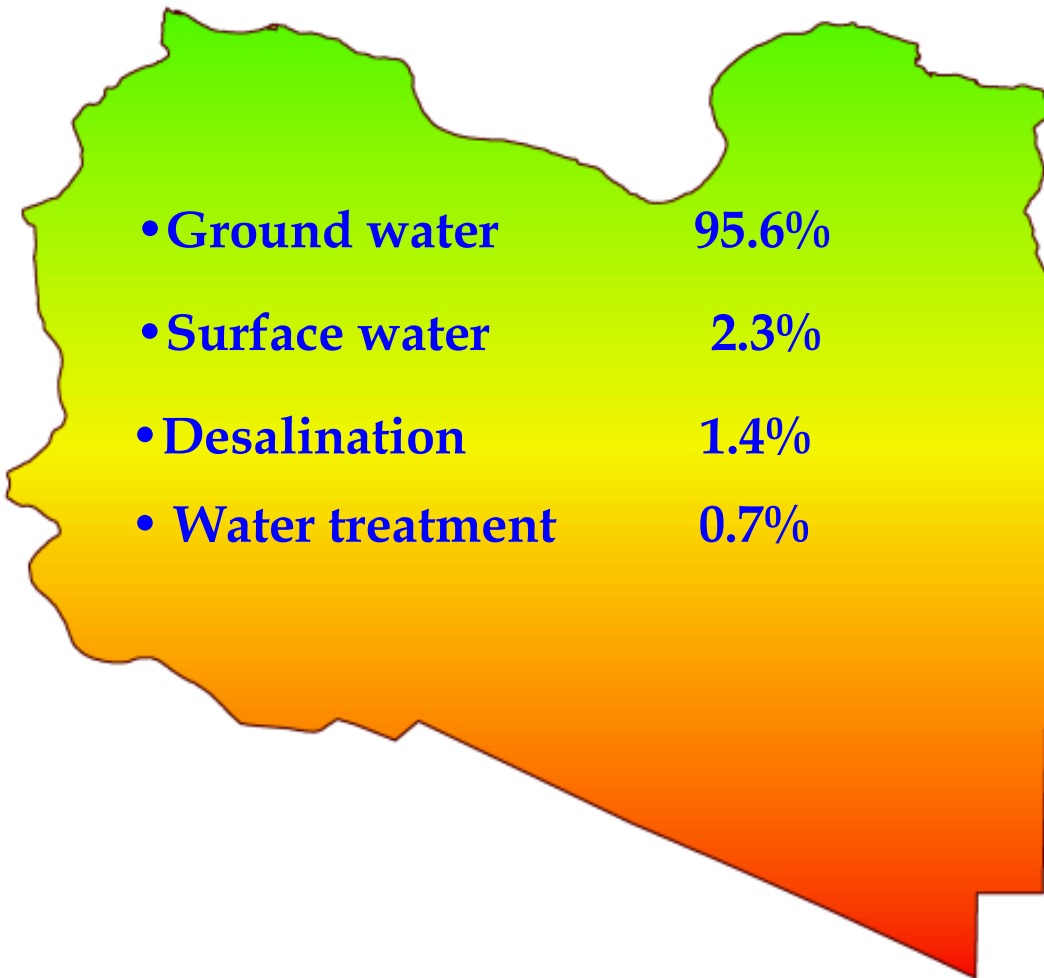 •Ground water 95.6%
•Surface water 2.3%
•Desalination 1.4%
• Water treatment 0.7%